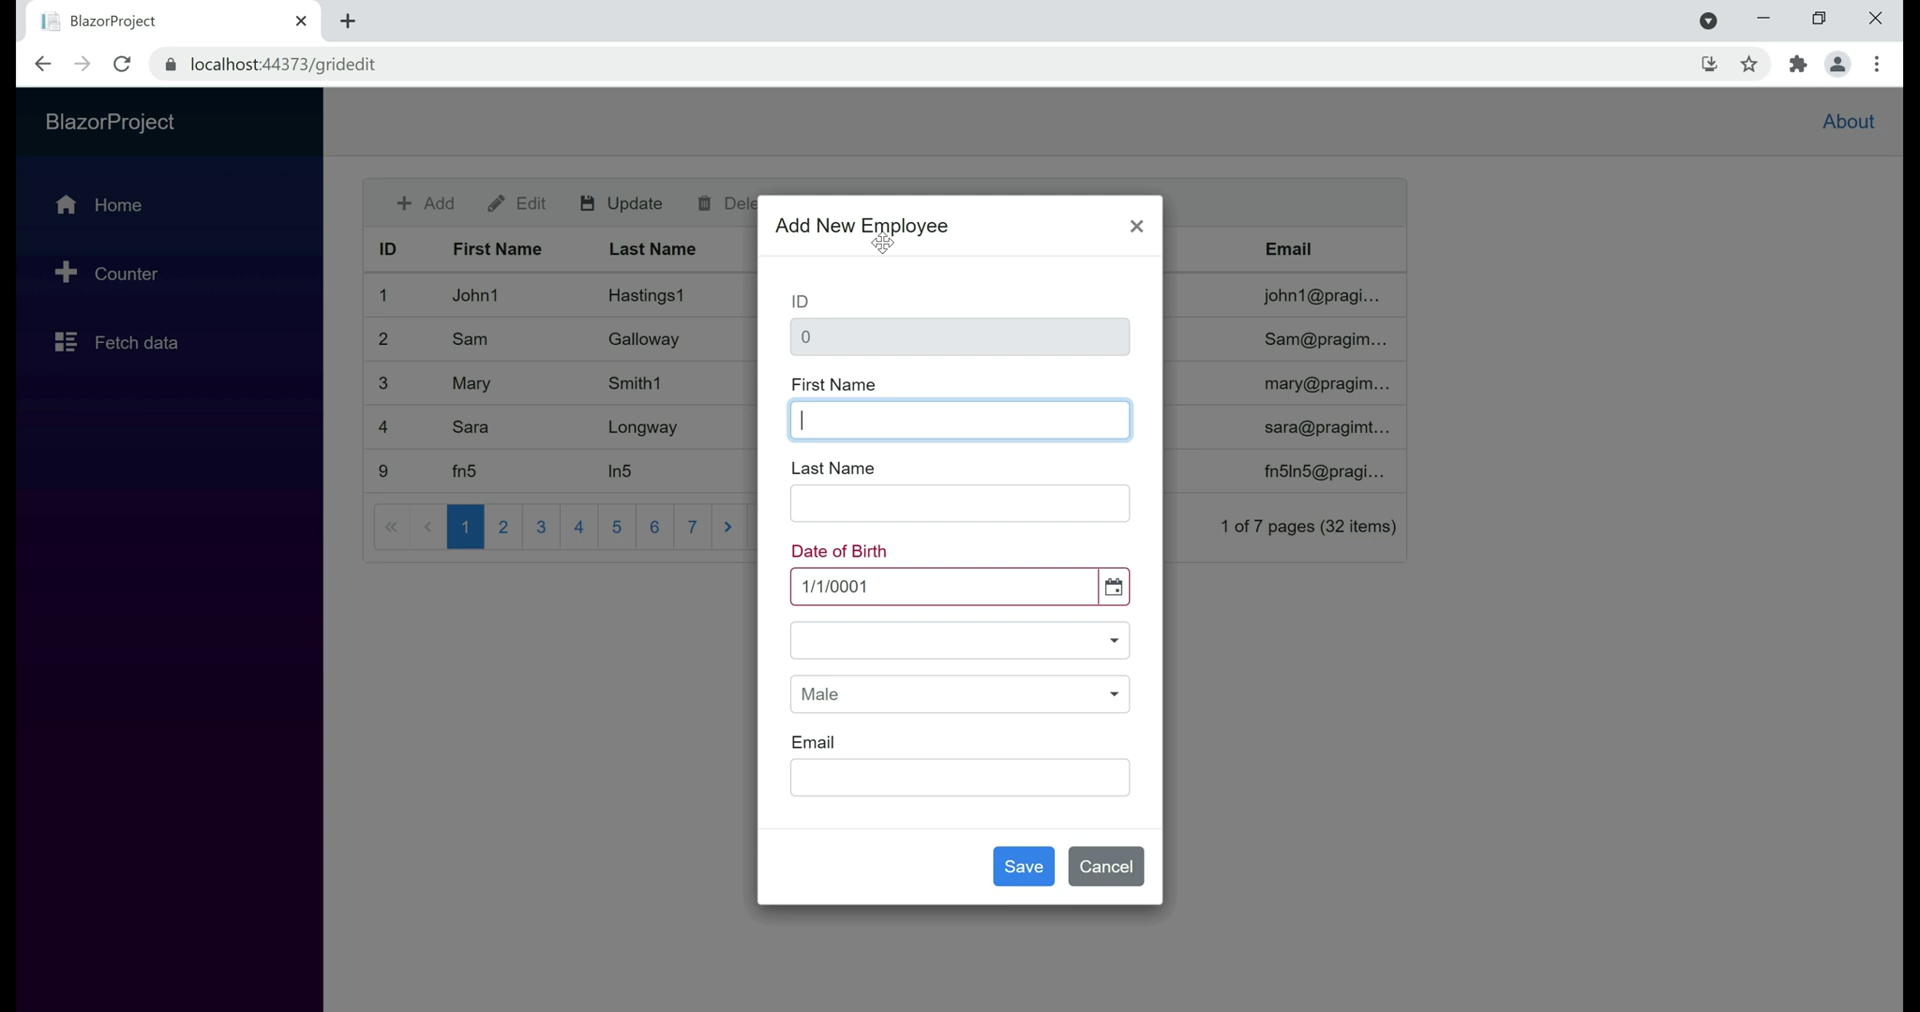 BlazorProject
localhost:44373/gridedit
BlazorProject
About
Home
Counter
Fetch data
Add Edit Update Dele
ID First Name Last Name Email
1 John1 Hastings1 john1@pragi...
2 Sam Galloway Sam@pragim...
3 Mary Smith1 mary@pragim...
4 Sara Longway sara@pragimt...
9 fn5 ln5 fn5ln5@pragi...
1 2 3 4 5 6 7
1 of 7 pages (32 items)
Add New Employee
ID
0
First Name
Last Name
Date of Birth
1/1/0001
Male
Email
Save Cancel